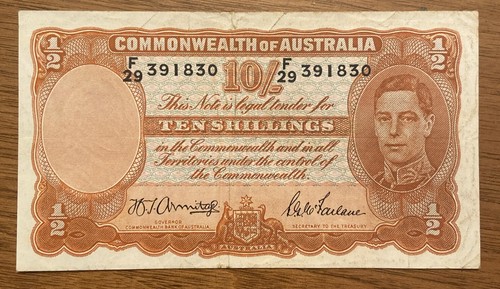 COMMONWEALTH OF AUSTRALIA
1/2
1/2
F/29 391830
F/29 391830
10/-
This Note is legal tender for
TEN SHILLINGS
in the Commonwealth and in all
Territories under the control of
the Commonwealth.
H.T. Armitage
GOVERNOR
COMMONWEALTH BANK OF AUSTRALIA
S.G. McFarlane
SECRETARY TO THE TREASURY
1/2
1/2
AUSTRALIA